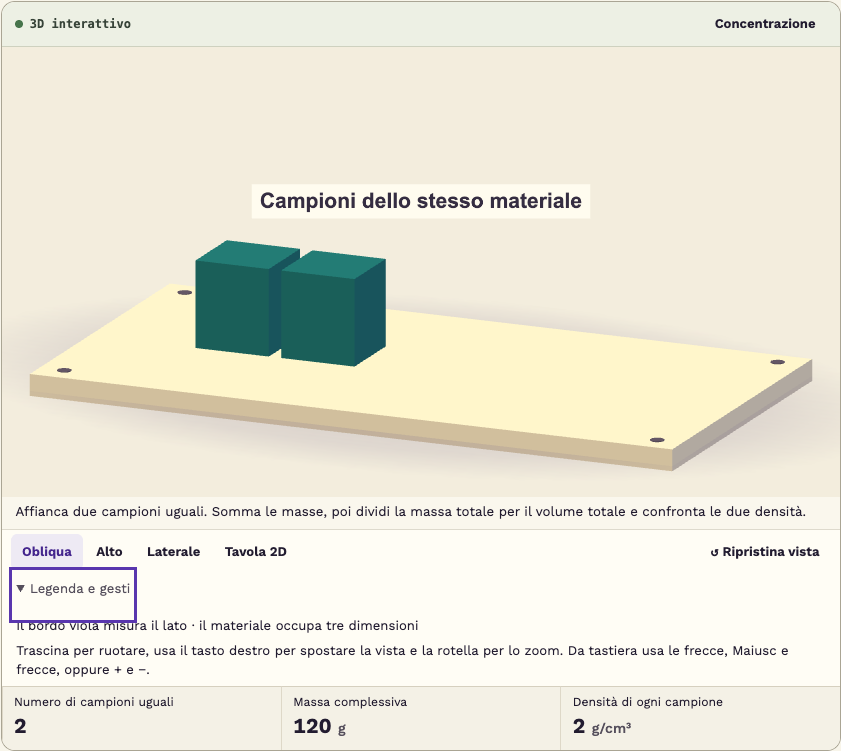 3D interattivo
Concentrazione
Campioni dello stesso materiale
Affianca due campioni uguali. Somma le masse, poi dividi la massa totale per il volume totale e confronta le due densità.
Obliqua Alto Laterale Tavola 2D
↺ Ripristina vista
▼ Legenda e gesti
Il bordo viola misura il lato · il materiale occupa tre dimensioni
Trascina per ruotare, usa il tasto destro per spostare la vista e la rotella per lo zoom. Da tastiera usa le frecce, Maiusc e
frecce, oppure + e −.
Numero di campioni uguali
2
Massa complessiva
120 g
Densità di ogni campione
2 g/cm³